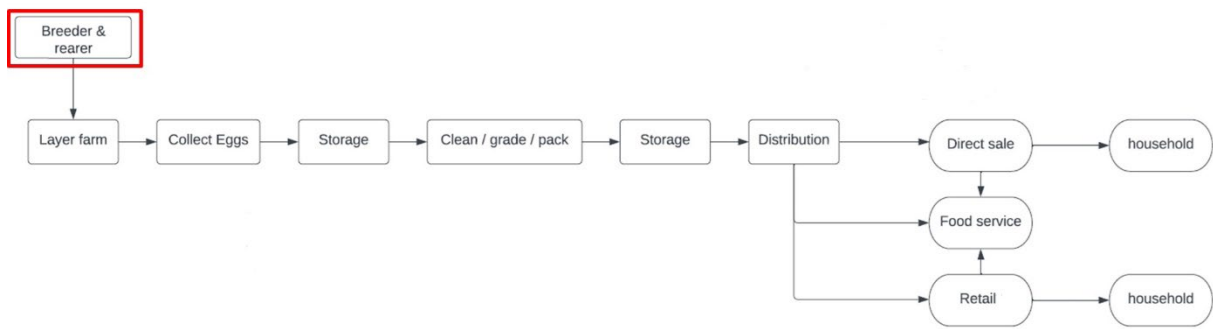 Breeder &
rearer
Layer farm
Collect Eggs
Storage
Clean / grade / pack
Storage
Distribution
Direct sale
household
Food service
Retail
household